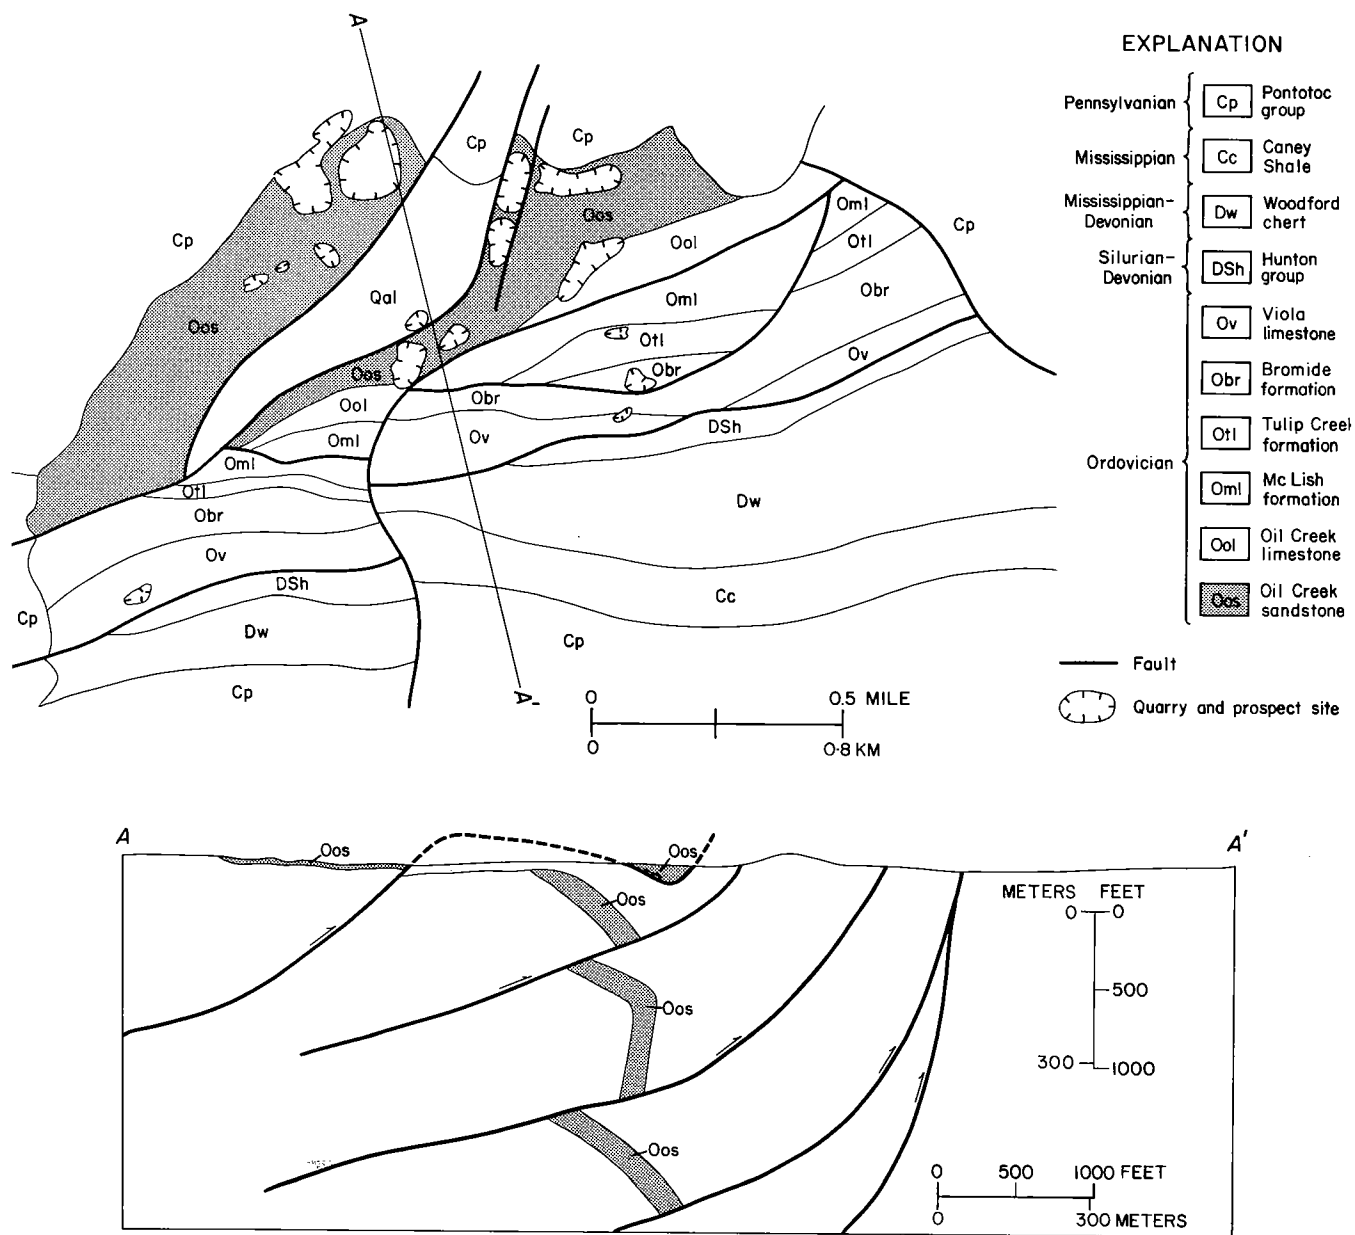 A
EXPLANATION
Pennsylvanian
Cp
Pontotoc
group
Mississippian
Cc
Caney
Shale
Mississippian-
Devonian
Dw
Woodford
chert
Silurian-
Devonian
DSh
Hunton
group
Ordovician
Ov
Viola
limestone
Obr
Bromide
formation
Otl
Tulip Creek
formation
Oml
Mc Lish
formation
Ool
Oil Creek
limestone
Oos
Oil Creek
sandstone
Fault
Quarry and prospect site
Cp
Cp
Cp
Oml
Cp
Oos
Otl
Ool
Qal
Oml
Obr
Oos
Otl
Ov
Oos
Obr
Obr
Ool
DSh
Oml
Ov
Oml
Otl
Dw
Obr
Ov
DSh
Cc
Cp
Dw
Cp
Cp
A'
0 0.5 MILE
0 0.8 KM
A A'
Oos
Oos
Oos
Oos
Oos
METERS FEET
0 0
500
300 1000
0 500 1000 FEET
0 300 METERS